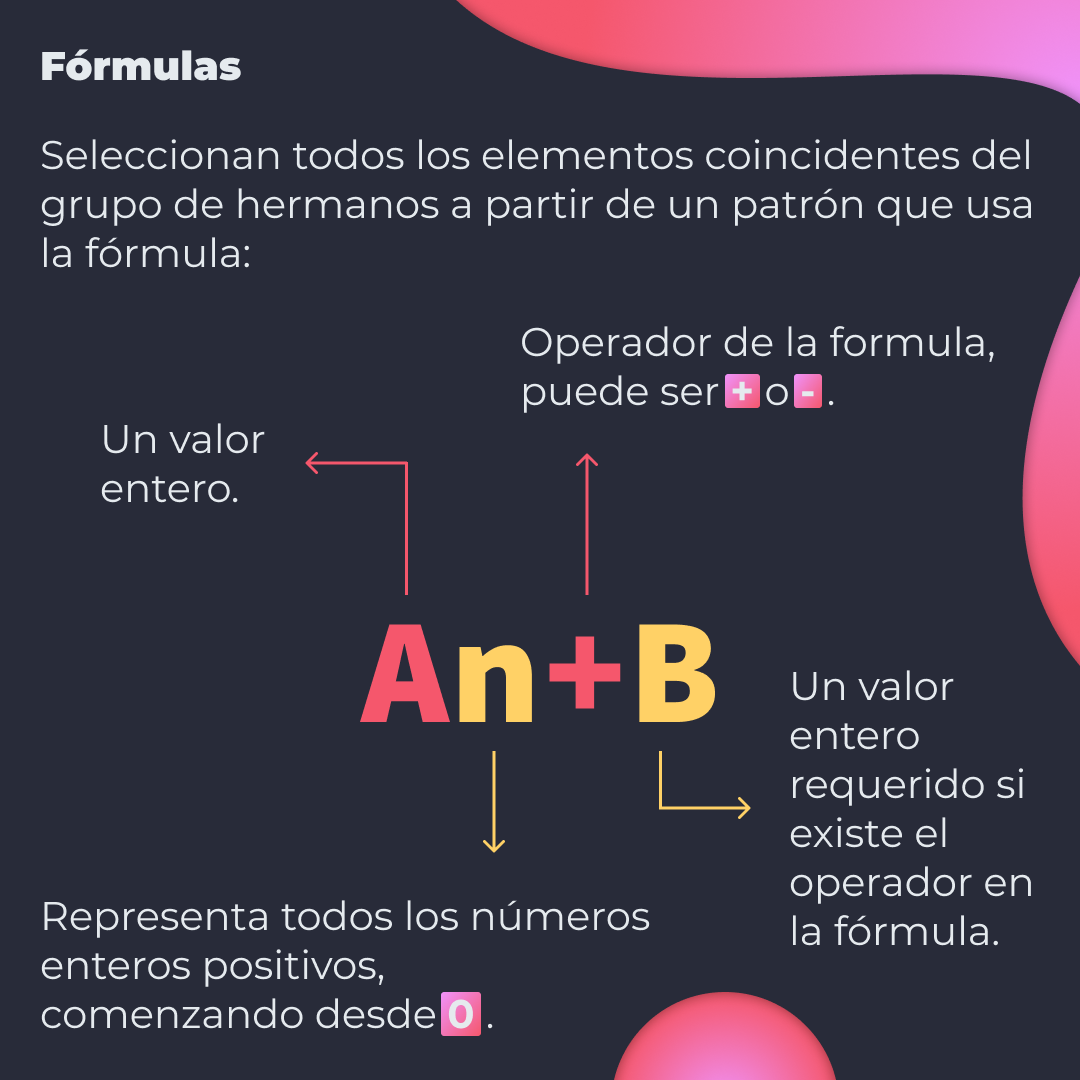 Fórmulas
Seleccionan todos los elementos coincidentes del
grupo de hermanos a partir de un patrón que usa
la fórmula:
Operador de la formula,
puede ser + o - .
Un valor
entero.
An+B
Un valor
entero
requerido si
existe el
operador en
la fórmula.
Representa todos los números
enteros positivos,
comenzando desde 0 .